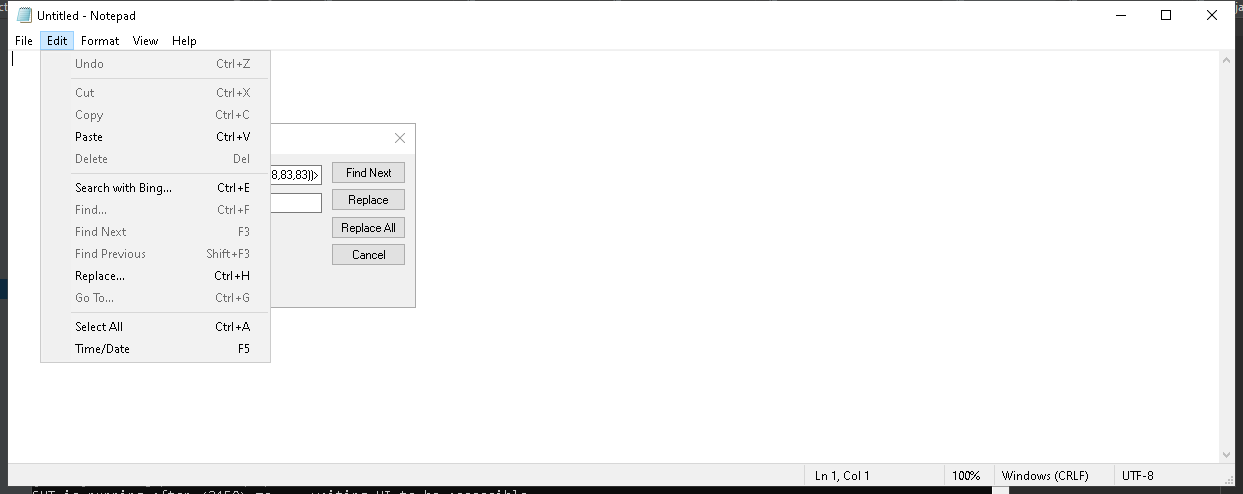 Untitled - Notepad
File Edit Format View Help
Undo Ctrl+Z
Cut Ctrl+X
Copy Ctrl+C
Paste Ctrl+V
Delete Del
Search with Bing... Ctrl+E
8,83,83))> Find Next
Find... Ctrl+F
Replace
Find Next F3
Replace All
Find Previous Shift+F3
Cancel
Replace... Ctrl+H
Go To... Ctrl+G
Select All Ctrl+A
Time/Date F5
Ln 1, Col 1 100% Windows (CRLF) UTF-8